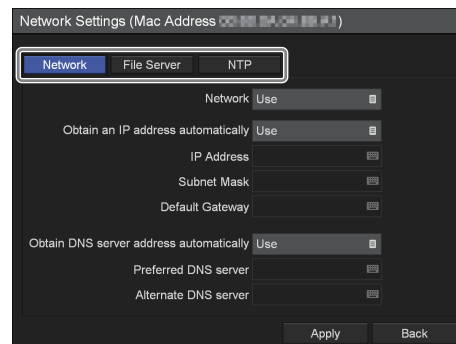 Network Settings (Mac Address )
Network File Server NTP
Network Use
Obtain an IP address automatically Use
IP Address
Subnet Mask
Default Gateway
Obtain DNS server address automatically Use
Preferred DNS server
Alternate DNS server
Apply Back